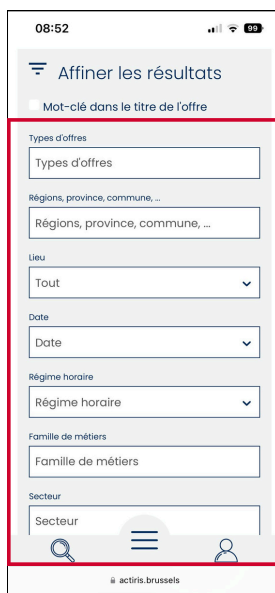 08:52
99
Affiner les résultats
Mot-clé dans le titre de l'offre
Types d'offres
Types d'offres
Régions, province, commune, ...
Régions, province, commune, ...
Lieu
Tout
Date
Date
Régime horaire
Régime horaire
Famille de métiers
Famille de métiers
Secteur
Secteur
actiris.brussels